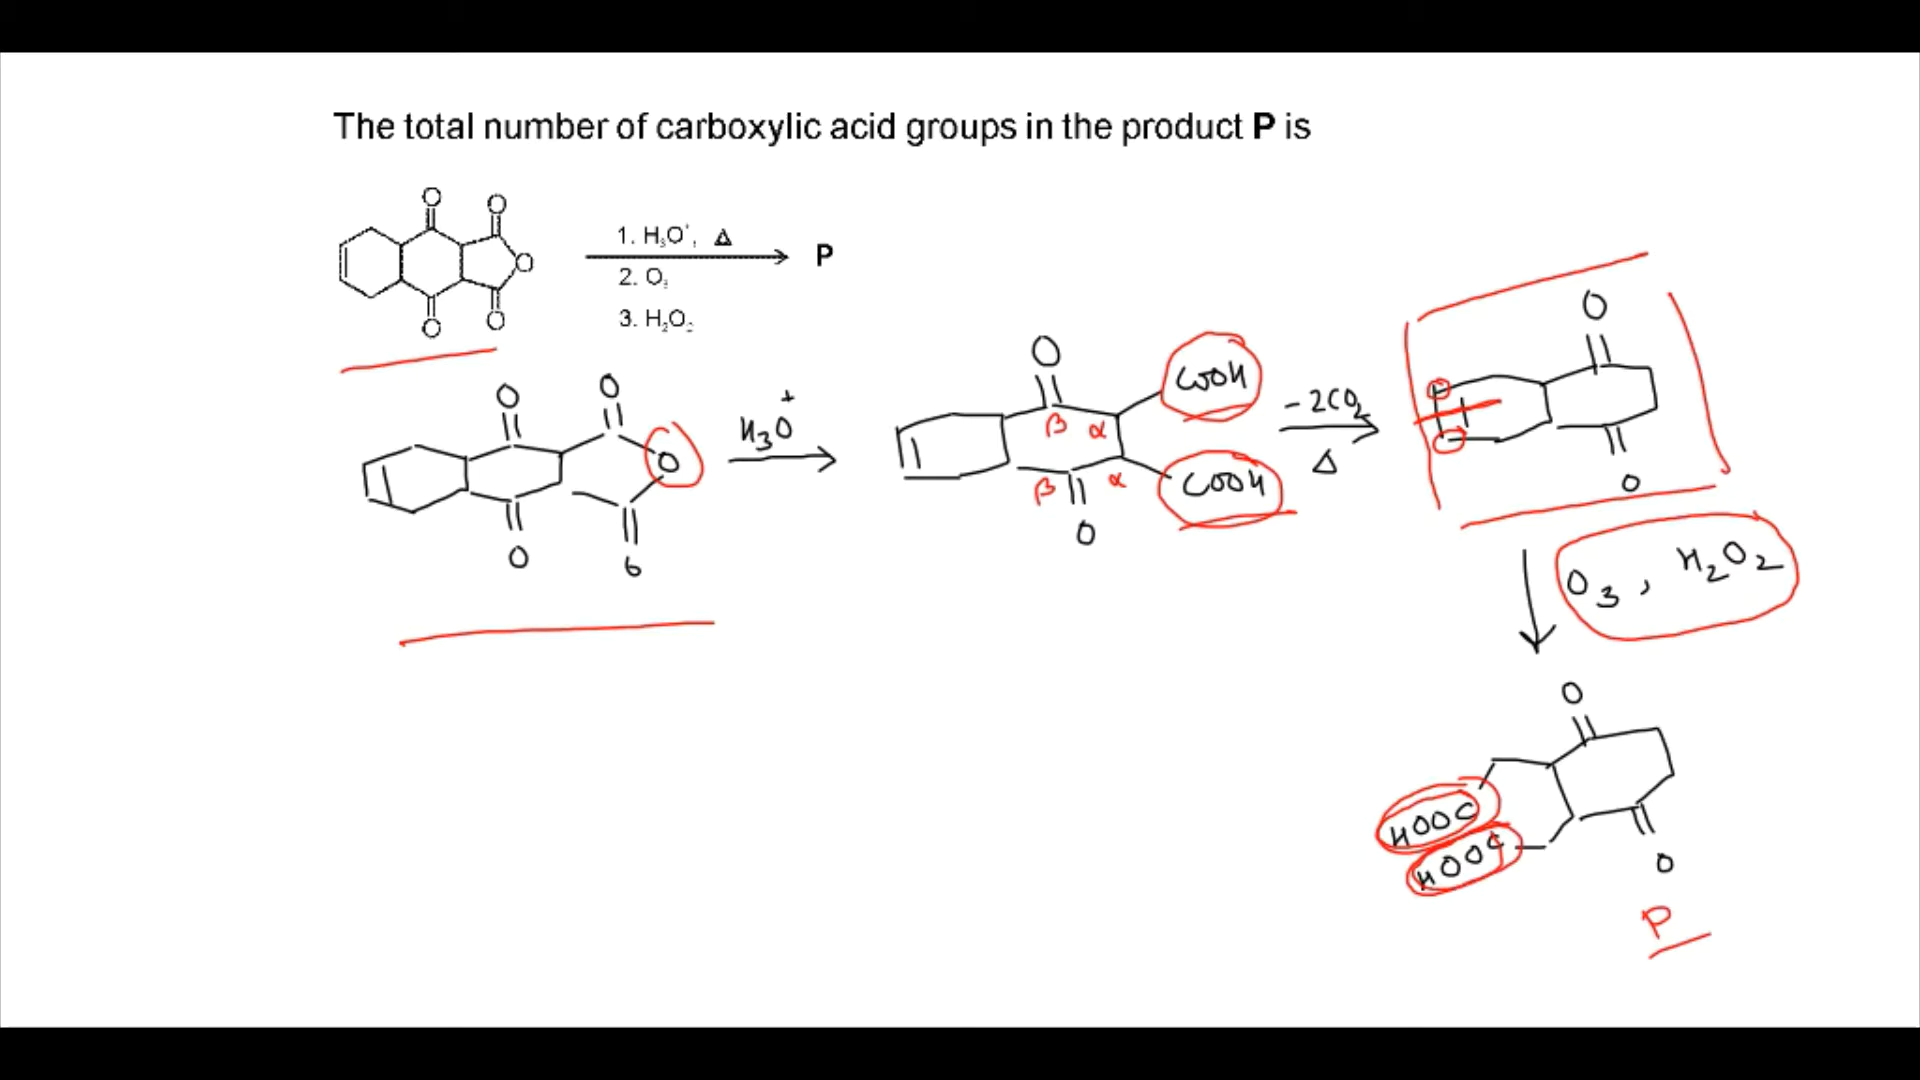 The total number of carboxylic acid groups in the product P is
O O
O
O O
1. H₃O⁺, Δ
2. O₃
3. H₂O₂
P
O O
O
O 6
H₃O⁺
O
COOH
β α
β α
COOH
O
-2CO₂
Δ
O
O
O₃, H₂O₂
O
HOOC
HOOC
O
P